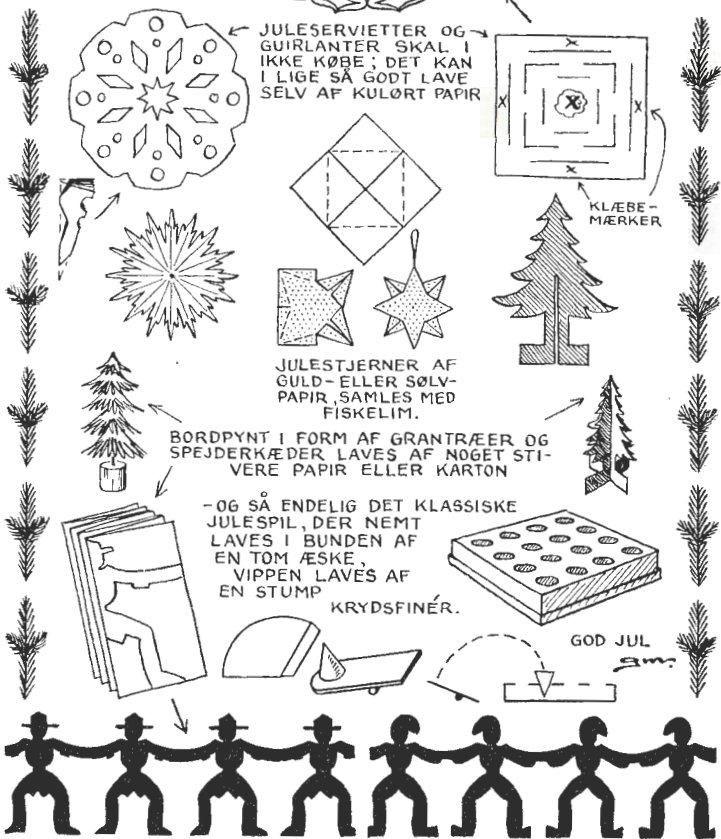 JULESERVIETTER OG
GUIRLANTER SKAL I
IKKE KØBE; DET KAN
I LIGE SÅ GODT LAVE
SELV AF KULØRT PAPIR
KLÆBE-
MÆRKER
JULESTJERNER AF
GULD- ELLER SØLV-
PAPIR, SAMLES MED
FISKELIM.
BORDPYNT I FORM AF GRANTRÆER OG
SPEJDERKÆDER LAVES AF NOGET STI-
VERE PAPIR ELLER KARTON
-OG SÅ ENDELIG DET KLASSISKE
JULESPIL, DER NEMT
LAVES I BUNDEN AF
EN TOM ÆSKE,
VIPPEN LAVES AF
EN STUMP
KRYDSFINÉR.
GOD JUL
gm.